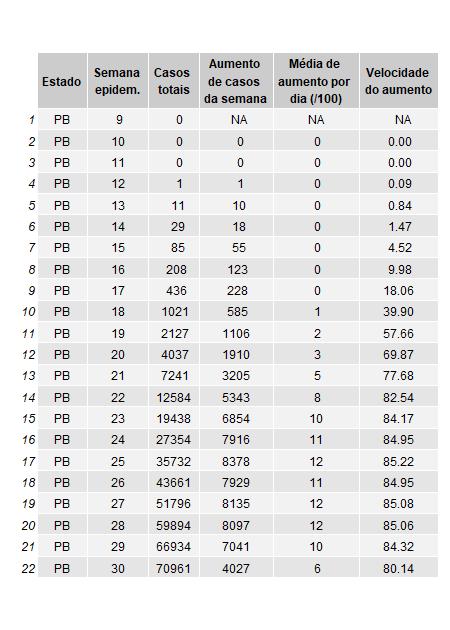 Estado Semana epidem. Casos totais Aumento de casos da semana Média de aumento por dia (/100) Velocidade do aumento
1 PB 9 0 NA NA NA
2 PB 10 0 0 0 0.00
3 PB 11 0 0 0 0.00
4 PB 12 1 1 0 0.09
5 PB 13 11 10 0 0.84
6 PB 14 29 18 0 1.47
7 PB 15 85 55 0 4.52
8 PB 16 208 123 0 9.98
9 PB 17 436 228 0 18.06
10 PB 18 1021 585 1 39.90
11 PB 19 2127 1106 2 57.66
12 PB 20 4037 1910 3 69.87
13 PB 21 7241 3205 5 77.68
14 PB 22 12584 5343 8 82.54
15 PB 23 19438 6854 10 84.17
16 PB 24 27354 7916 11 84.95
17 PB 25 35732 8378 12 85.22
18 PB 26 43661 7929 11 84.95
19 PB 27 51796 8135 12 85.08
20 PB 28 59894 8097 12 85.06
21 PB 29 66934 7041 10 84.32
22 PB 30 70961 4027 6 80.14